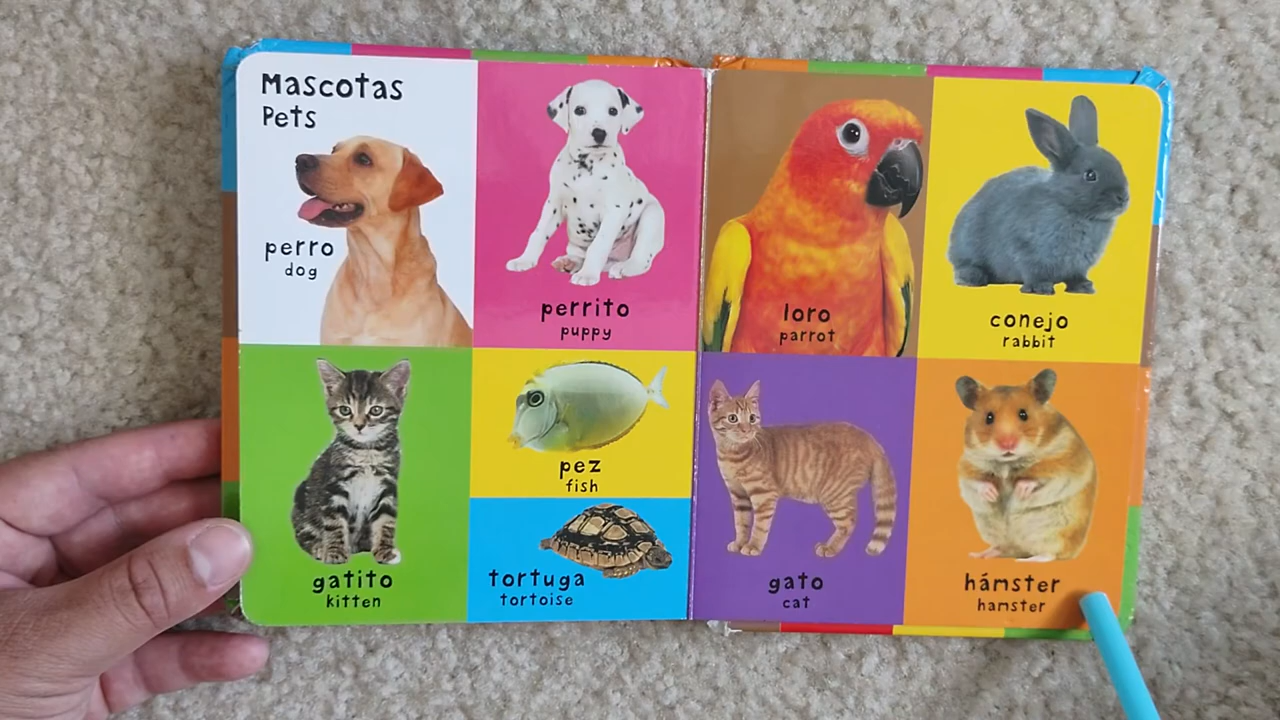 Mascotas
Pets
perro
dog
perrito
puppy
gatito
kitten
pez
fish
tortuga
tortoise
loro
parrot
conejo
rabbit
gato
cat
hámster
hamster